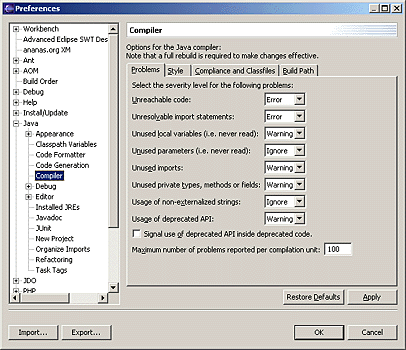 Preferences
Workbench
Advanced Eclipse SWT Des
ananas.org XM
Ant
AOM
Build Order
Debug
Help
Install/Update
Java
Appearance
Classpath Variables
Code Formatter
Code Generation
Compiler
Debug
Editor
Installed JREs
Javadoc
JUnit
New Project
Organize Imports
Refactoring
Task Tags
JDO
PHP
Compiler
Options for the Java compiler:
Note that a full rebuild is required to make changes effective.
Problems Style Compliance and Classfiles Build Path
Select the severity level for the following problems:
Unreachable code: Error
Unresolvable import statements: Error
Unused local variables (i.e. never read): Warning
Unused parameters (i.e. never read): Ignore
Unused imports: Warning
Unused private types, methods or fields: Warning
Usage of non-externalized strings: Ignore
Usage of deprecated API: Warning
Signal use of deprecated API inside deprecated code.
Maximum number of problems reported per compilation unit: 100
Restore Defaults Apply
Import... Export... OK Cancel